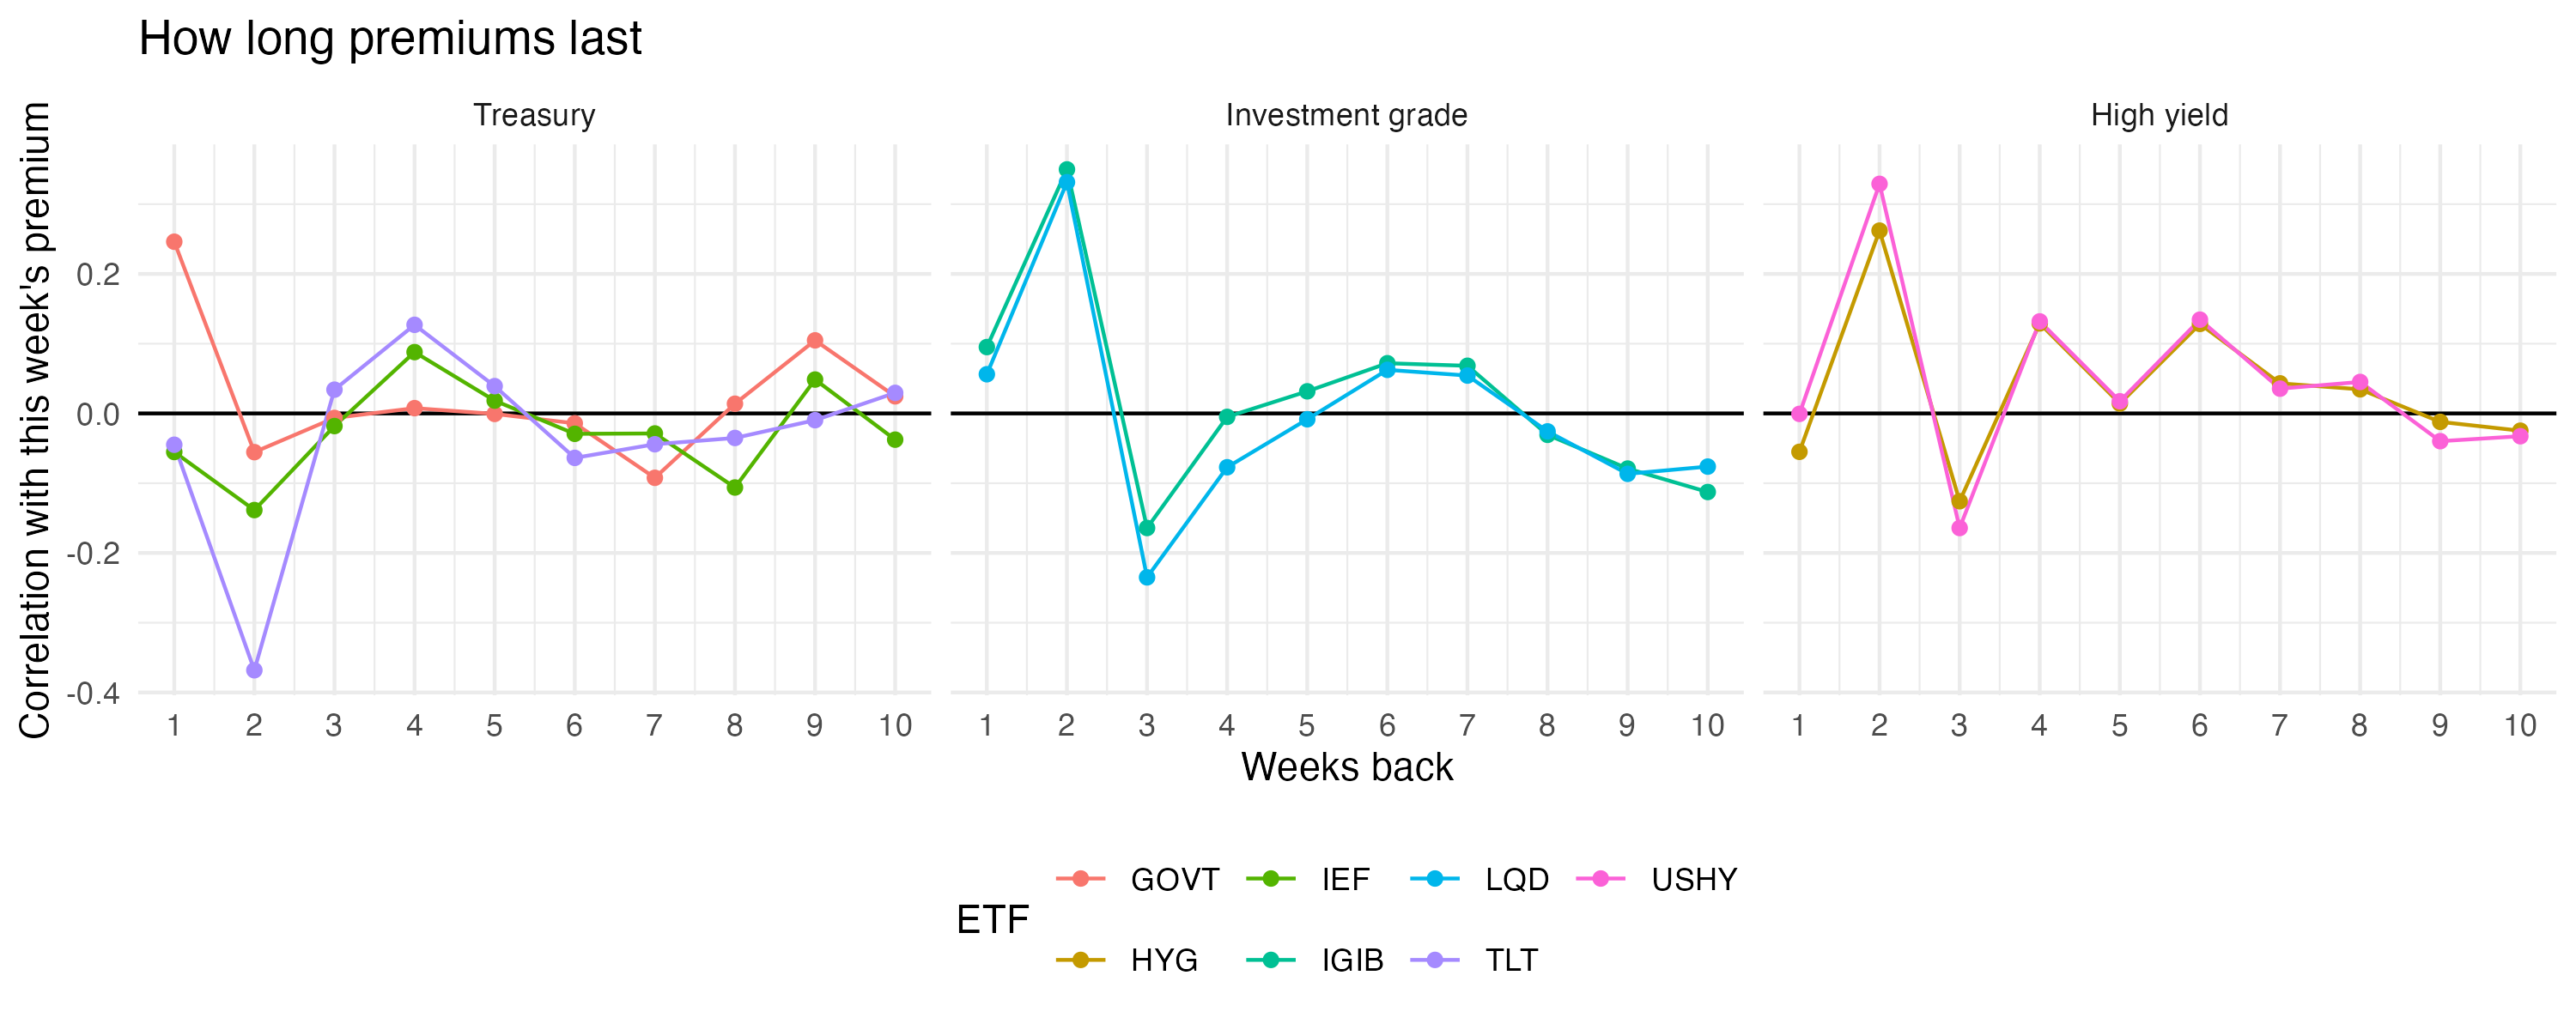 How long premiums last
Treasury
Investment grade
High yield
Correlation with this week's premium
0.2
0.0
-0.2
-0.4
1 2 3 4 5 6 7 8 9 10
1 2 3 4 5 6 7 8 9 10
1 2 3 4 5 6 7 8 9 10
Weeks back
ETF
GOVT IEF LQD USHY
HYG IGIB TLT